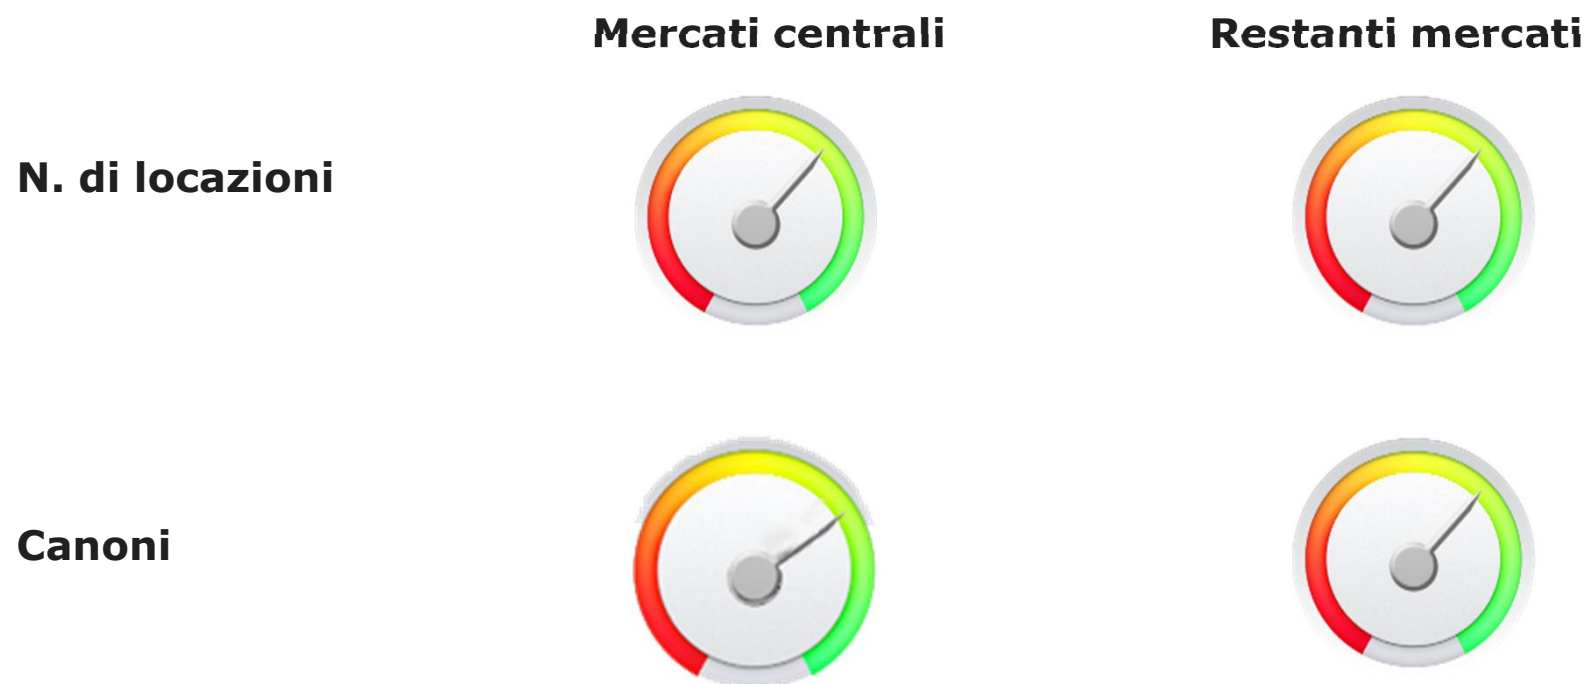 Mercati centrali
Restanti mercati
N. di locazioni
Canoni